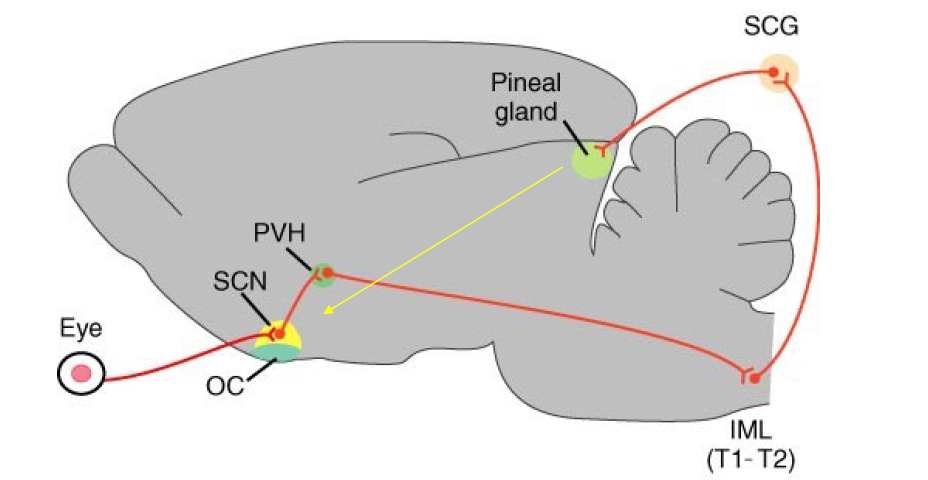 SCG
Pineal
gland
PVH
SCN
Eye
OC
IML
(T1-T2)